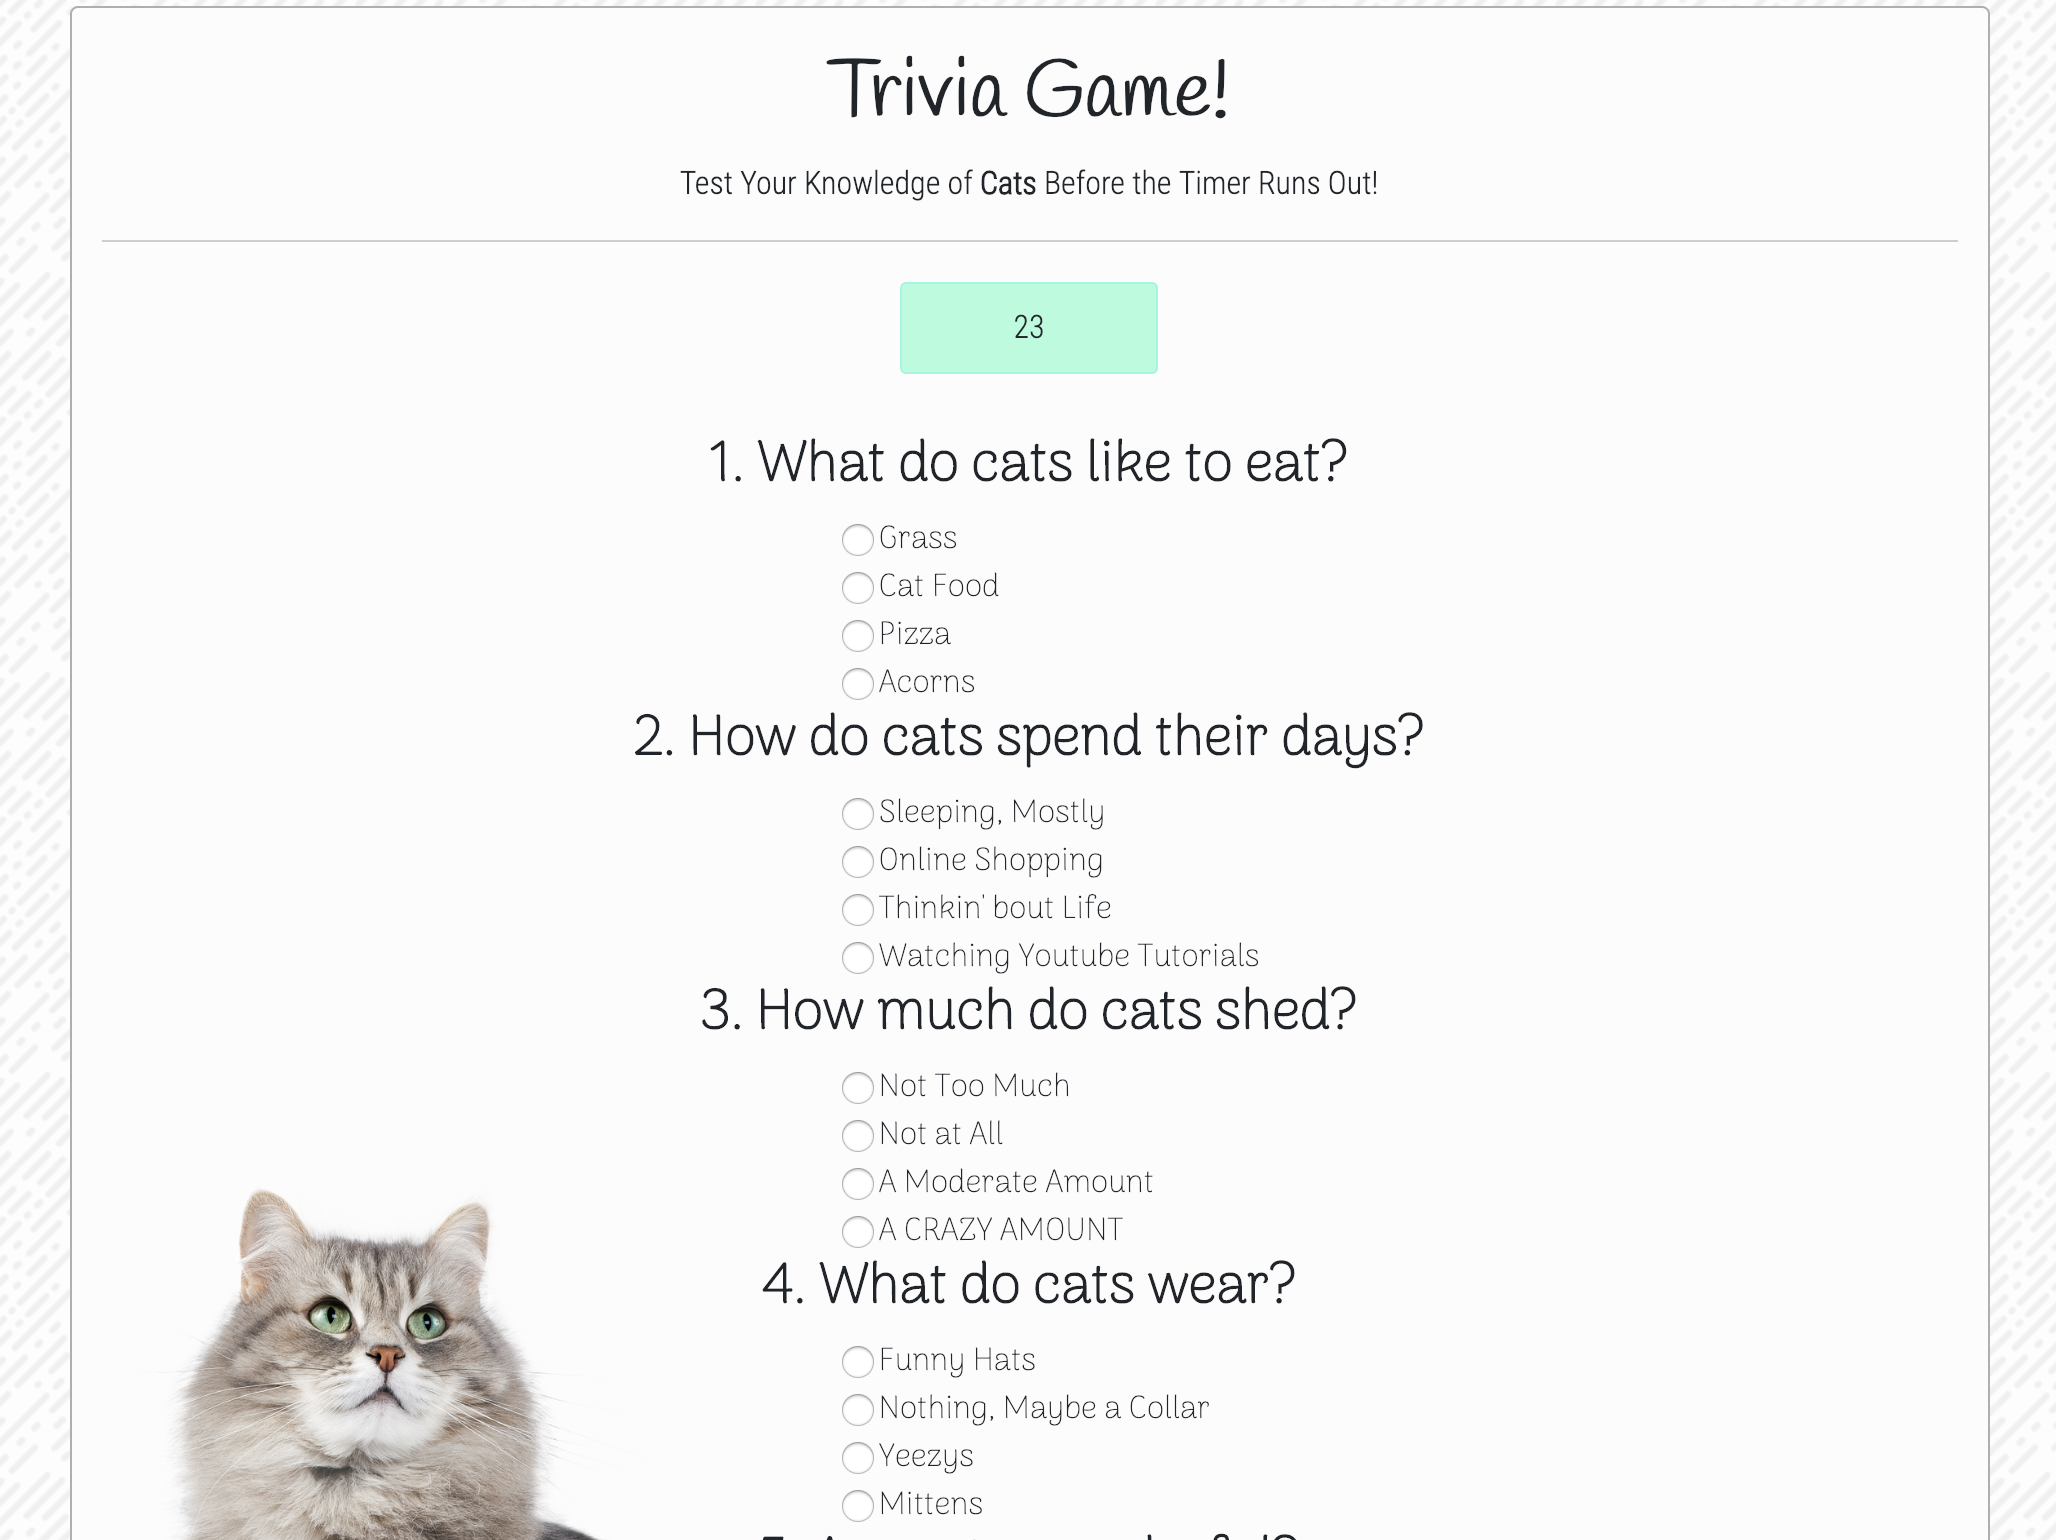 Trivia Game!
Test Your Knowledge of Cats Before the Timer Runs Out!
23
1. What do cats like to eat?
Grass
Cat Food
Pizza
Acorns
2. How do cats spend their days?
Sleeping, Mostly
Online Shopping
Thinkin' bout Life
Watching Youtube Tutorials
3. How much do cats shed?
Not Too Much
Not at All
A Moderate Amount
A CRAZY AMOUNT
4. What do cats wear?
Funny Hats
Nothing, Maybe a Collar
Yeezys
Mittens